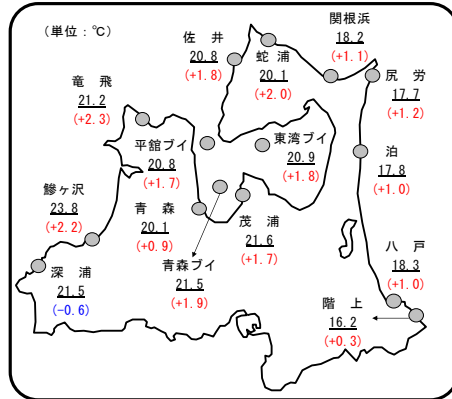 (単位:℃)
佐 井
20.8
(+1.8)
蛇 浦
20.1
(+2.0)
関根浜
18.2
(+1.1)
尻 労
17.7
(+1.2)
竜 飛
21.2
(+2.3)
平舘ブイ
20.8
(+1.7)
東湾ブイ
20.9
(+1.8)
泊
17.8
(+1.0)
鰺ヶ沢
23.8
(+2.2)
青 森
20.1
(+0.9)
茂 浦
21.6
(+1.7)
八 戸
18.3
(+1.0)
深 浦
21.5
(−0.6)
青森ブイ
21.5
(+1.9)
階 上
16.2
(+0.3)